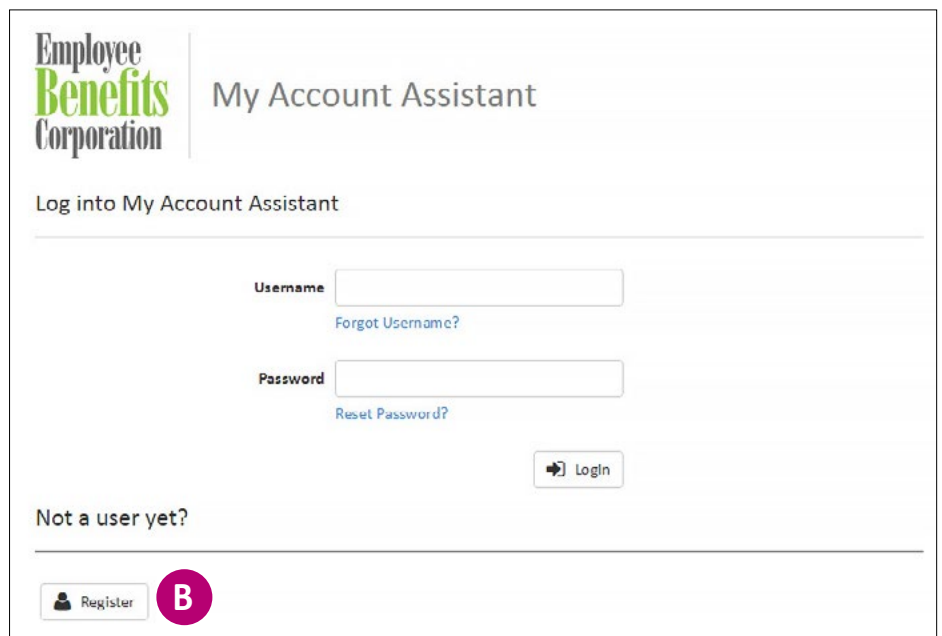 Employee
Benefits
Corporation
My Account Assistant
Log into My Account Assistant
Username
Forgot Username?
Password
Reset Password?
Login
Not a user yet?
Register
B